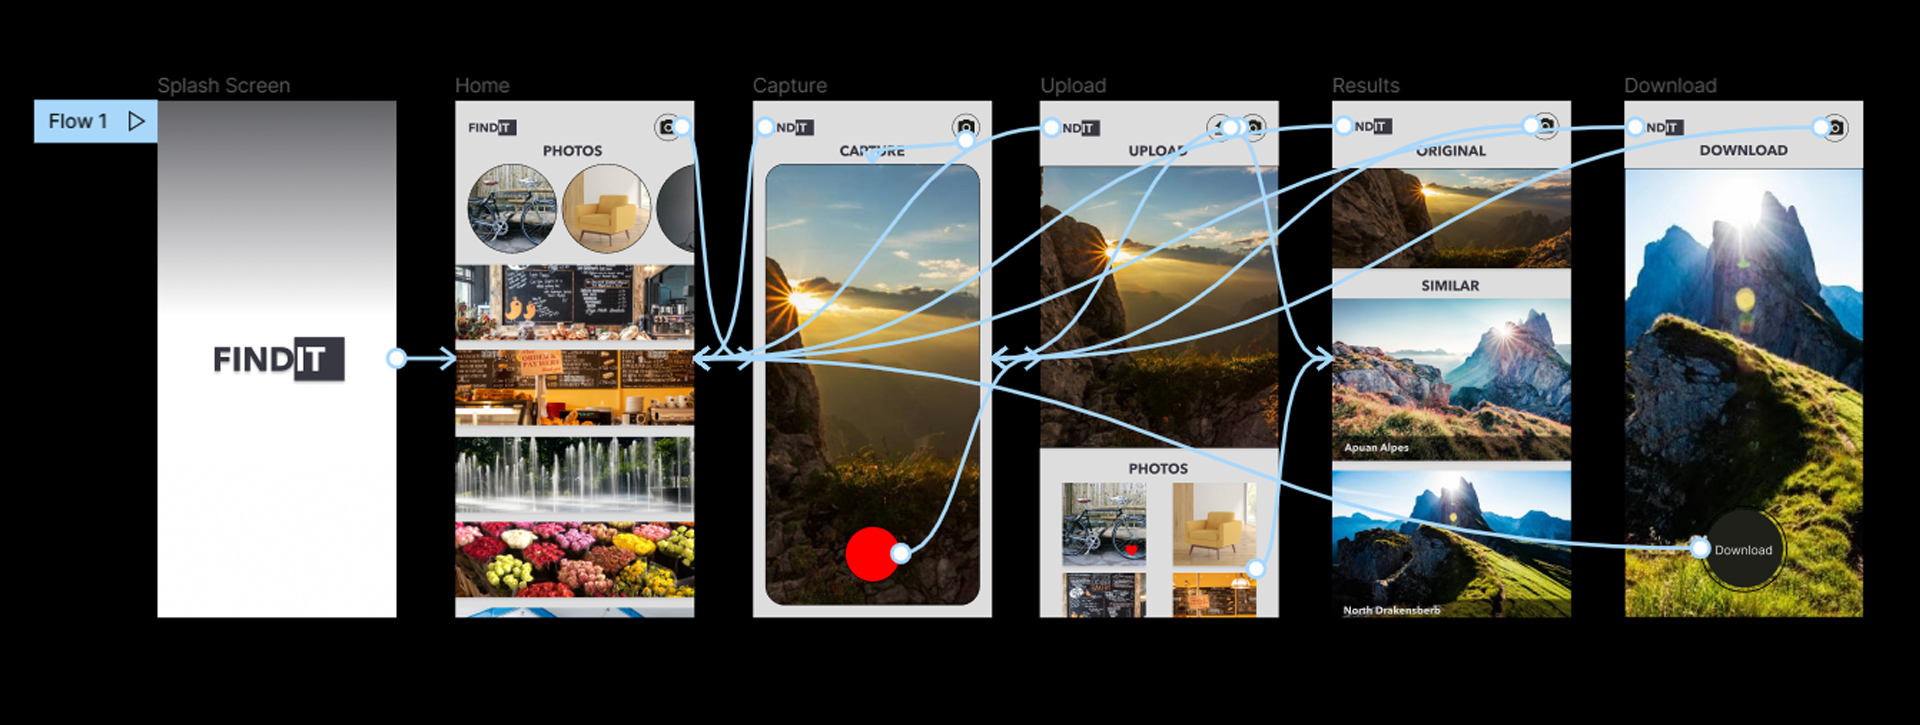 Splash Screen
Home
Capture
Upload
Results
Download
Flow 1
FINDIT
FINDIT
PHOTOS
NDIT
CAPTURE
NDIT
UPLOAD
PHOTOS
NDIT
ORIGINAL
SIMILAR
Apuan Alpes
North Drakensberb
NDIT
DOWNLOAD
Download